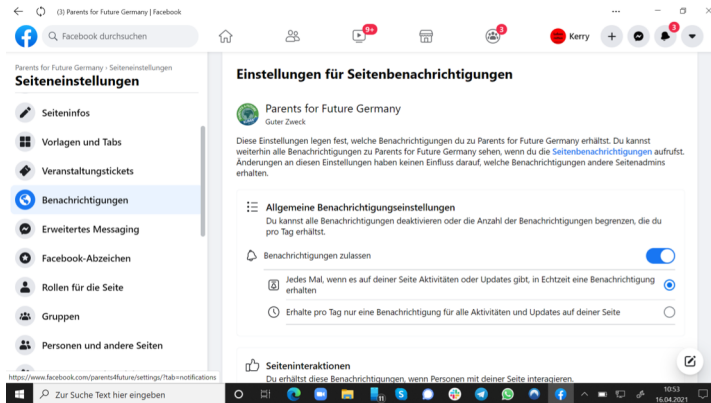 (3) Parents for Future Germany | Facebook
Facebook durchsuchen
9+
3
Kerry
3
Parents for Future Germany › Seiteneinstellungen
Seiteneinstellungen
Seiteninfos
Vorlagen und Tabs
Veranstaltungstickets
Benachrichtigungen
Erweitertes Messaging
Facebook-Abzeichen
Rollen für die Seite
Gruppen
Personen und andere Seiten
https://www.facebook.com/parents4future/settings/?tab=notifications
Einstellungen für Seitenbenachrichtigungen
Parents for Future Germany
Guter Zweck
Diese Einstellungen legen fest, welche Benachrichtigungen du zu Parents for Future Germany erhältst. Du kannst
weiterhin alle Benachrichtigungen zu Parents for Future Germany sehen, wenn du die Seitenbenachrichtigungen aufrufst.
Änderungen an diesen Einstellungen haben keinen Einfluss darauf, welche Benachrichtigungen andere Seitenadmins
erhalten.
Allgemeine Benachrichtigungseinstellungen
Du kannst alle Benachrichtigungen deaktivieren oder die Anzahl der Benachrichtigungen begrenzen, die du
pro Tag erhältst.
Benachrichtigungen zulassen
Jedes Mal, wenn es auf deiner Seite Aktivitäten oder Updates gibt, in Echtzeit eine Benachrichtigung
erhalten
Erhalte pro Tag nur eine Benachrichtigung für alle Aktivitäten und Updates auf deiner Seite
Seiteninteraktionen
Du erhältst diese Benachrichtigungen, wenn Personen mit deiner Seite interagieren.
Zur Suche Text hier eingeben
11
10:53
16.04.2021